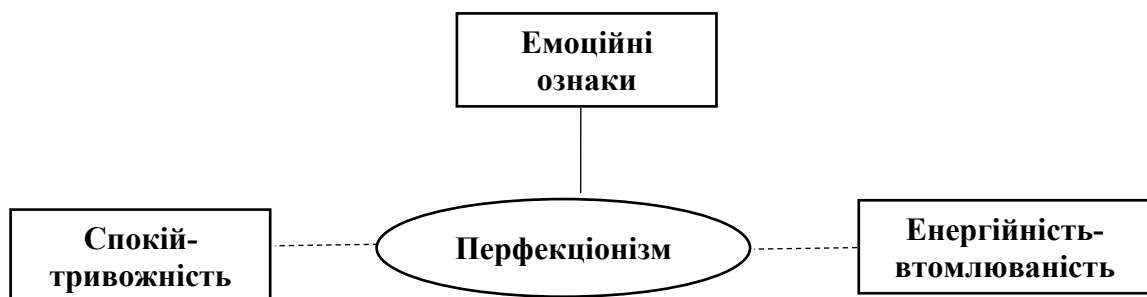 Емоційні
ознаки
Спокій-
тривожність
Перфекціонізм
Енергійність-
втомлюваність